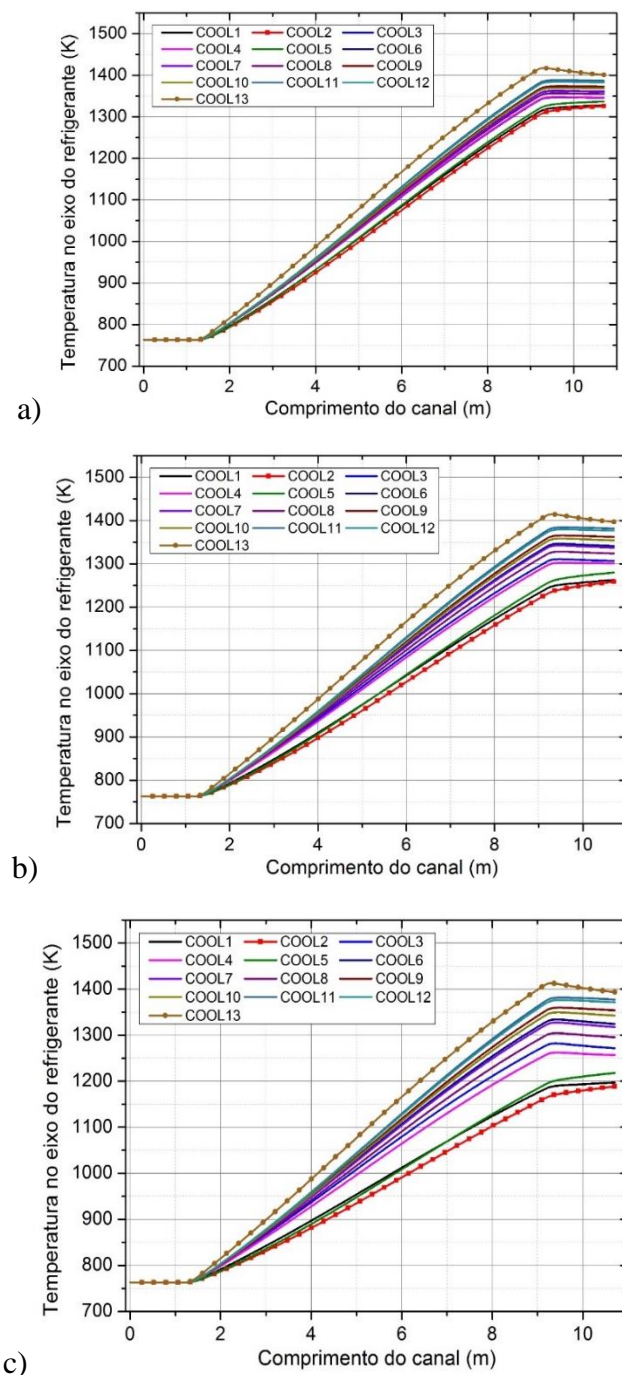 COOL1 COOL2 COOL3
COOL4 COOL5 COOL6
COOL7 COOL8 COOL9
COOL10 COOL11 COOL12
COOL13
Temperatura no eixo do refrigerante (K)
1500
1400
1300
1200
1100
1000
900
800
700
0 2 4 6 8 10
Comprimento do canal (m)
a)
COOL1 COOL2 COOL3
COOL4 COOL5 COOL6
COOL7 COOL8 COOL9
COOL10 COOL11 COOL12
COOL13
Temperatura no eixo do refrigerante (K)
1500
1400
1300
1200
1100
1000
900
800
700
0 2 4 6 8 10
Comprimento do canal (m)
b)
COOL1 COOL2 COOL3
COOL4 COOL5 COOL6
COOL7 COOL8 COOL9
COOL10 COOL11 COOL12
COOL13
Temperatura no eixo do refrigerante (K)
1500
1400
1300
1200
1100
1000
900
800
700
0 2 4 6 8 10
Comprimento do canal (m)
c)